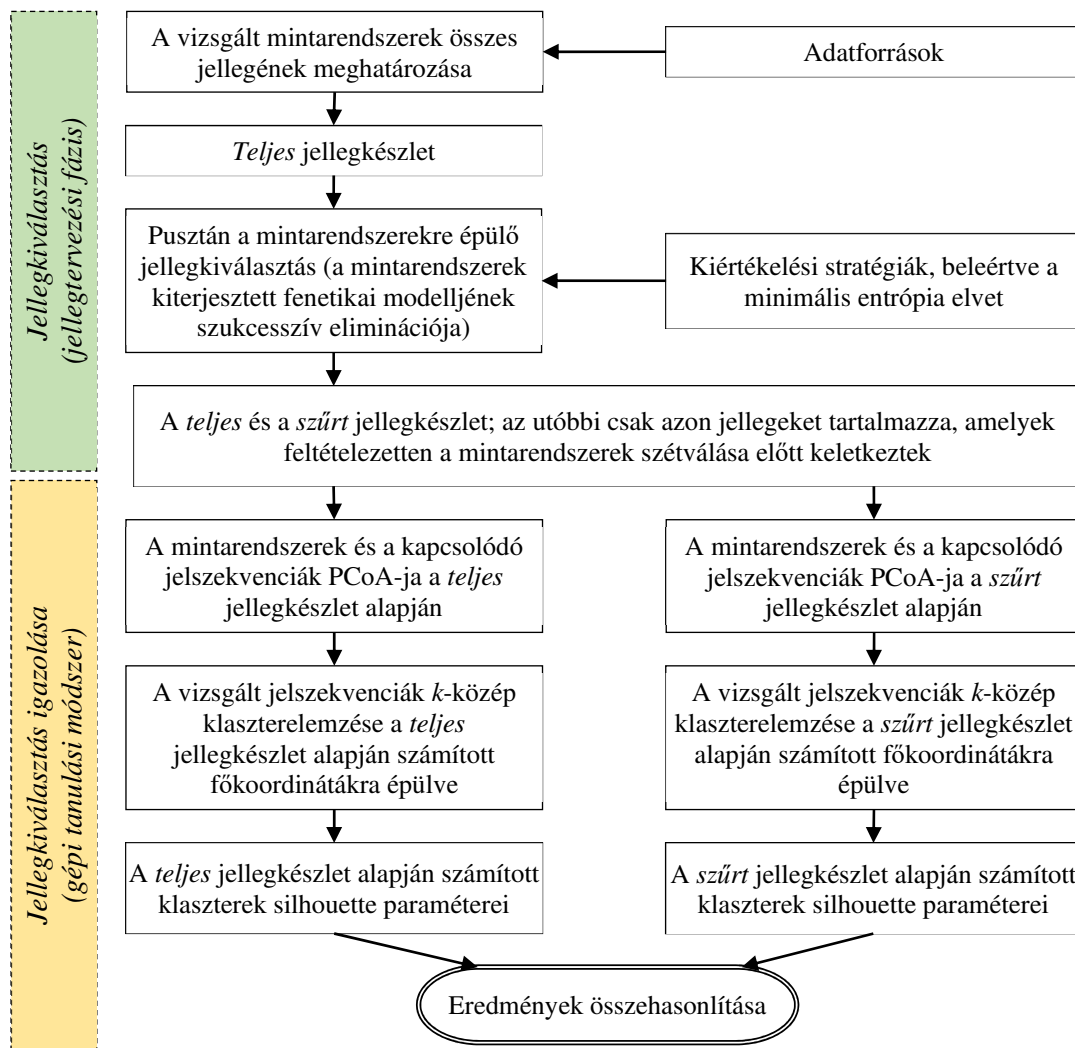 Jellegkiválasztás
(jellegtervezési fázis)
A vizsgált mintarendszerek összes
jellegének meghatározása
Adatforrások
Teljes jellegkészlet
Pusztán a mintarendszerekre épülő
jellegkiválasztás (a mintarendszerek
kiterjesztett fenetikai modelljének
szukcesszív eliminációja)
Kiértékelési stratégiák, beleértve a
minimális entrópia elvet
A teljes és a szűrt jellegkészlet; az utóbbi csak azon jellegeket tartalmazza, amelyek
feltételezetten a mintarendszerek szétválása előtt keletkeztek
Jellegkiválasztás igazolása
(gépi tanulási módszer)
A mintarendszerek és a kapcsolódó
jelszekvenciák PCoA-ja a teljes
jellegkészlet alapján
A mintarendszerek és a kapcsolódó
jelszekvenciák PCoA-ja a szűrt
jellegkészlet alapján
A vizsgált jelszekvenciák k-közép
klaszterelemzése a teljes
jellegkészlet alapján számított
főkoordinátákra épülve
A vizsgált jelszekvenciák k-közép
klaszterelemzése a szűrt jellegkészlet
alapján számított főkoordinátákra
épülve
A teljes jellegkészlet alapján számított
klaszterek silhouette paraméterei
A szűrt jellegkészlet alapján számított
klaszterek silhouette paraméterei
Eredmények összehasonlítása